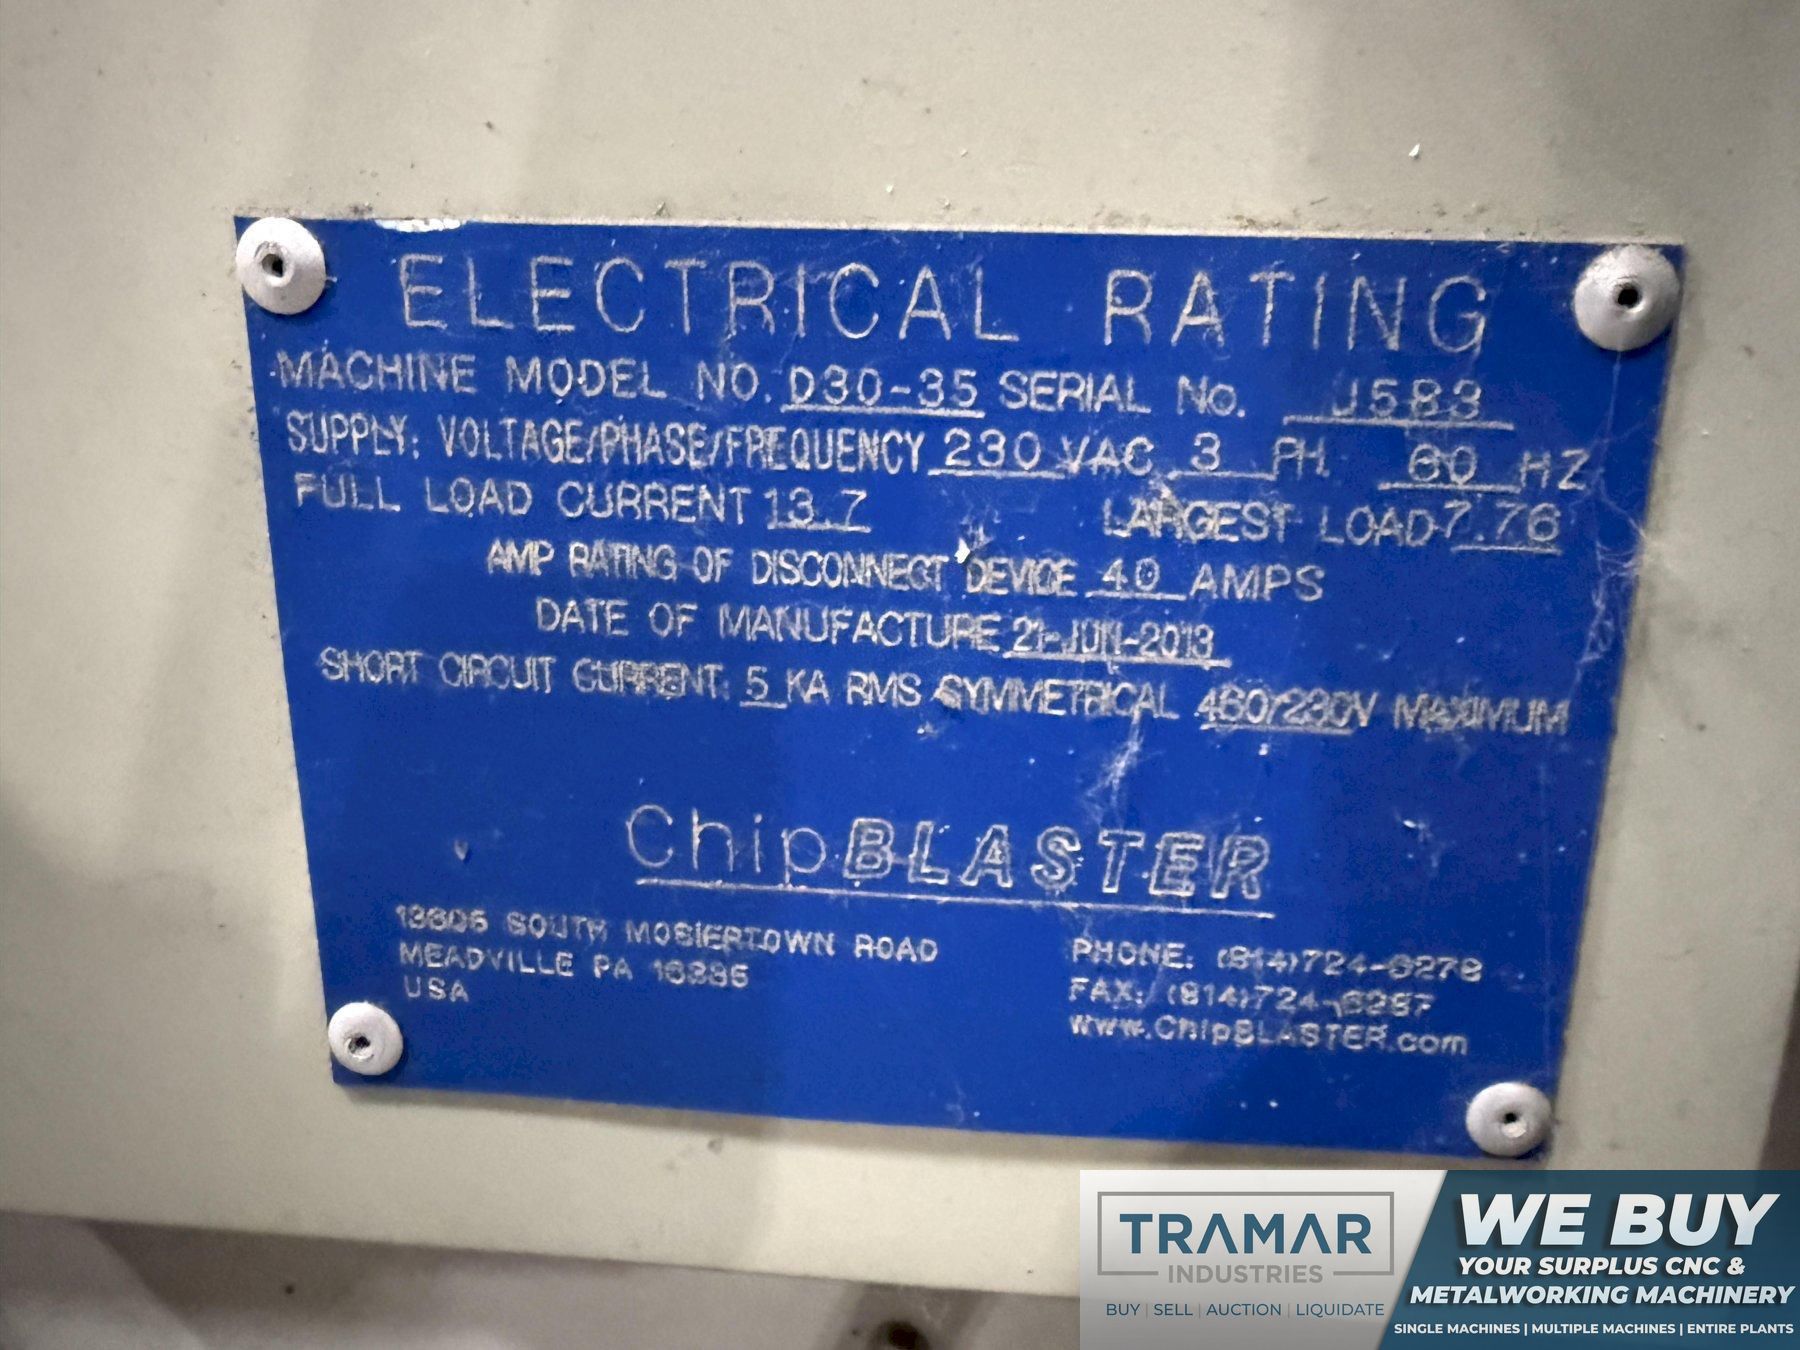 ELECTRICAL RATING
MACHINE MODEL NO. D30-35 SERIAL No. J583
SUPPLY: VOLTAGE/PHASE/FREQUENCY 230 VAC 3 PH. 60 HZ
FULL LOAD CURRENT 13.7 LARGEST LOAD 7.76
AMP RATING OF DISCONNECT DEVICE 40 AMPS
DATE OF MANUFACTURE 21-JUN-2013
SHORT CIRCUIT CURRENT: 5 KA RMS SYMMETRICAL 460/230V MAXIMUM
ChipBLASTER
13605 SOUTH MOSIERTOWN ROAD
MEADVILLE PA 16335
USA
PHONE: (814)724-6278
FAX: (814)724-6287
www.ChipBLASTER.com
TRAMAR
INDUSTRIES
BUY | SELL | AUCTION | LIQUIDATE
WE BUY
YOUR SURPLUS CNC &
METALWORKING MACHINERY
SINGLE MACHINES | MULTIPLE MACHINES | ENTIRE PLANTS